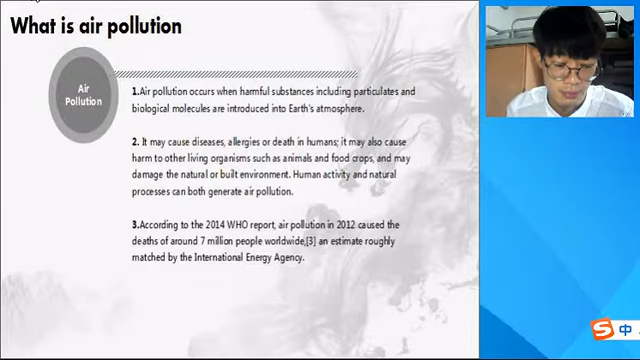 What is air pollution
Air
Pollution
1.Air pollution occurs when harmful substances including particulates and
biological molecules are introduced into Earth's atmosphere.
2. It may cause diseases, allergies or death in humans; it may also cause
harm to other living organisms such as animals and food crops, and may
damage the natural or built environment. Human activity and natural
processes can both generate air pollution.
3.According to the 2014 WHO report, air pollution in 2012 caused the
deaths of around 7 million people worldwide,[3] an estimate roughly
matched by the International Energy Agency.
S 中